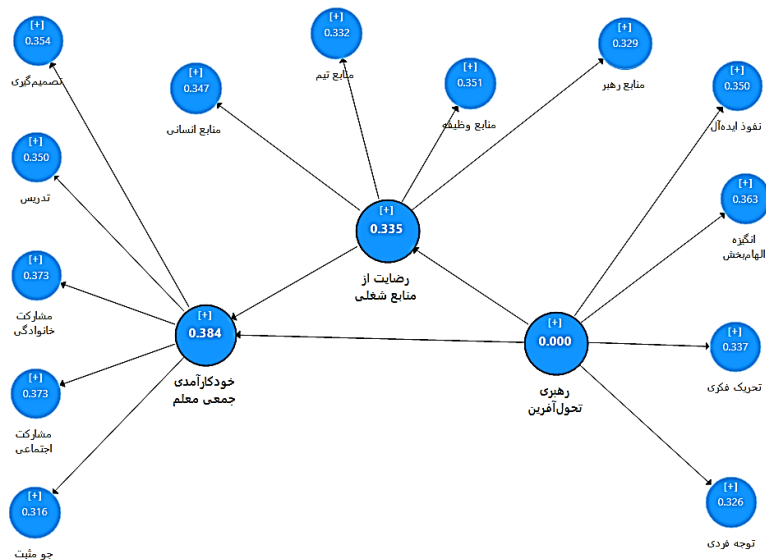 [+]
0.354
تصمیم‌گیری
[+]
0.347
منابع انسانی
[+]
0.332
منابع تیم
[+]
0.351
منابع وظیفه
[+]
0.329
منابع رهبر
[+]
0.350
نفوذ ایده‌آل
[+]
0.350
تدریس
[+]
0.363
انگیزه
الهام‌بخش
[+]
0.335
رضایت از
منابع شغلی
[+]
0.373
مشارکت
خانوادگی
[+]
0.384
خودکارآمدی
جمعی معلم
[+]
0.000
رهبری
تحول‌آفرین
[+]
0.337
تحریک فکری
[+]
0.373
مشارکت
اجتماعی
[+]
0.316
جو مثبت
[+]
0.326
توجه فردی